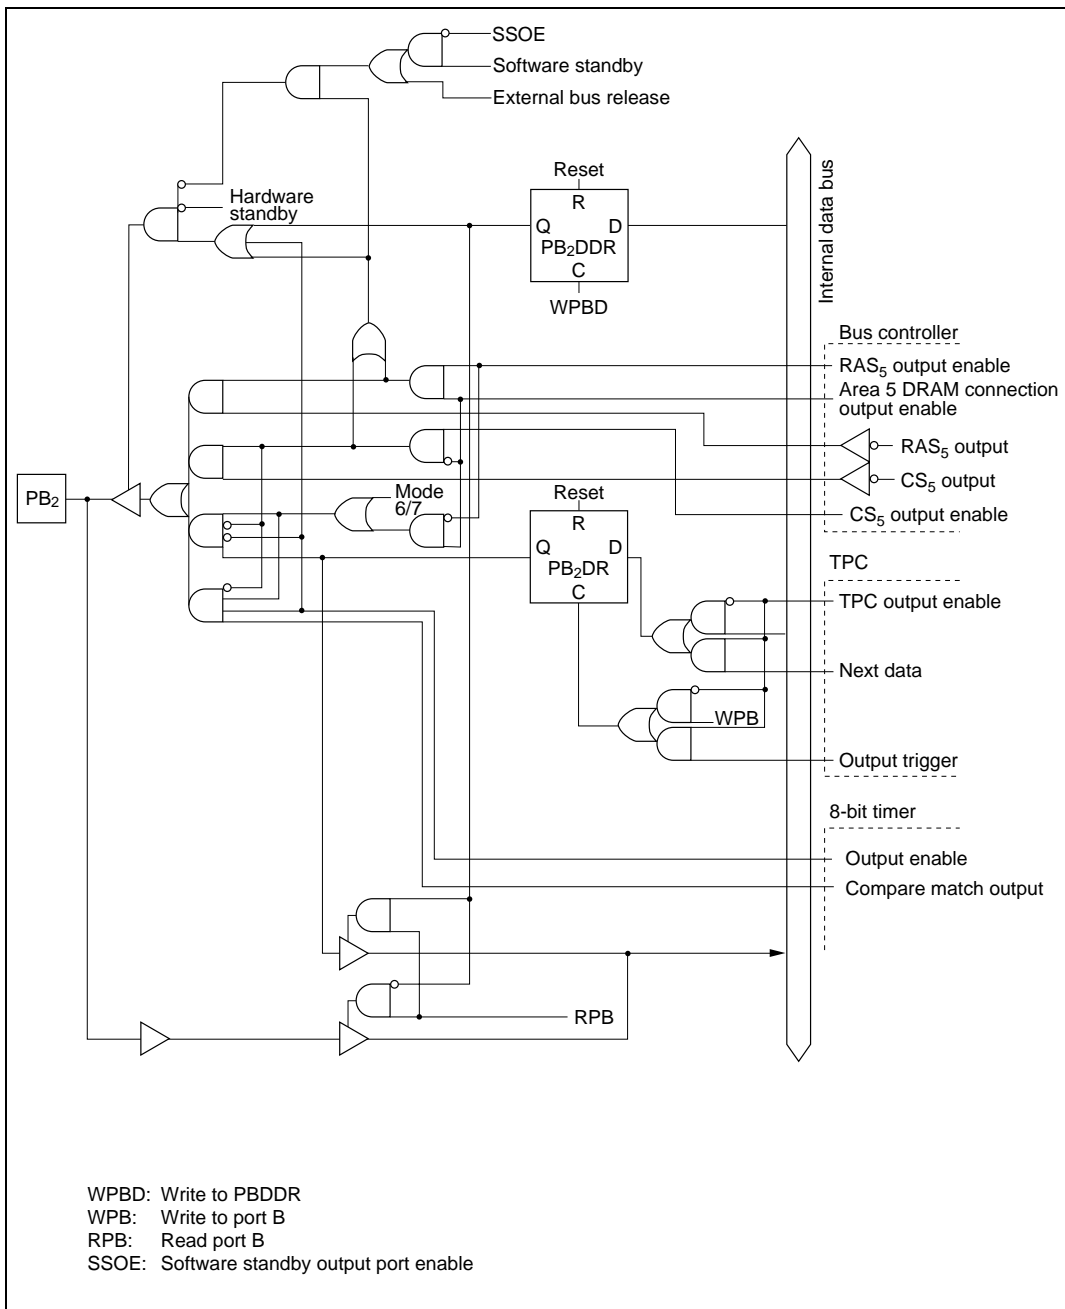 SSOE
Software standby
External bus release
Hardware
standby
Reset
R
Q D
PB2DDR
C
WPBD
Internal data bus
Bus controller
RAS5 output enable
Area 5 DRAM connection
output enable
RAS5 output
CS5 output
CS5 output enable
PB2
Mode
6/7
Reset
R
Q D
PB2DR
C
TPC
TPC output enable
Next data
WPB
Output trigger
8-bit timer
Output enable
Compare match output
RPB
WPBD: Write to PBDDR
WPB: Write to port B
RPB: Read port B
SSOE: Software standby output port enable